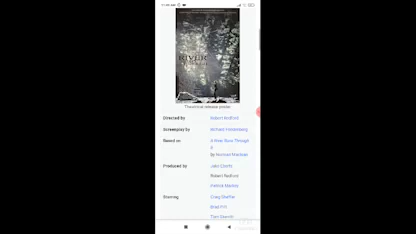 RIVER
Theatrical release poster
Directed by Robert Redford
Screenplay by Richard Friedenberg
Based on A River Runs Through
by Norman Maclean
Produced by Jake Eberts
Robert Redford
Patrick Markey
Starring Craig Sheffer
Brad Pitt
Tom Skerritt